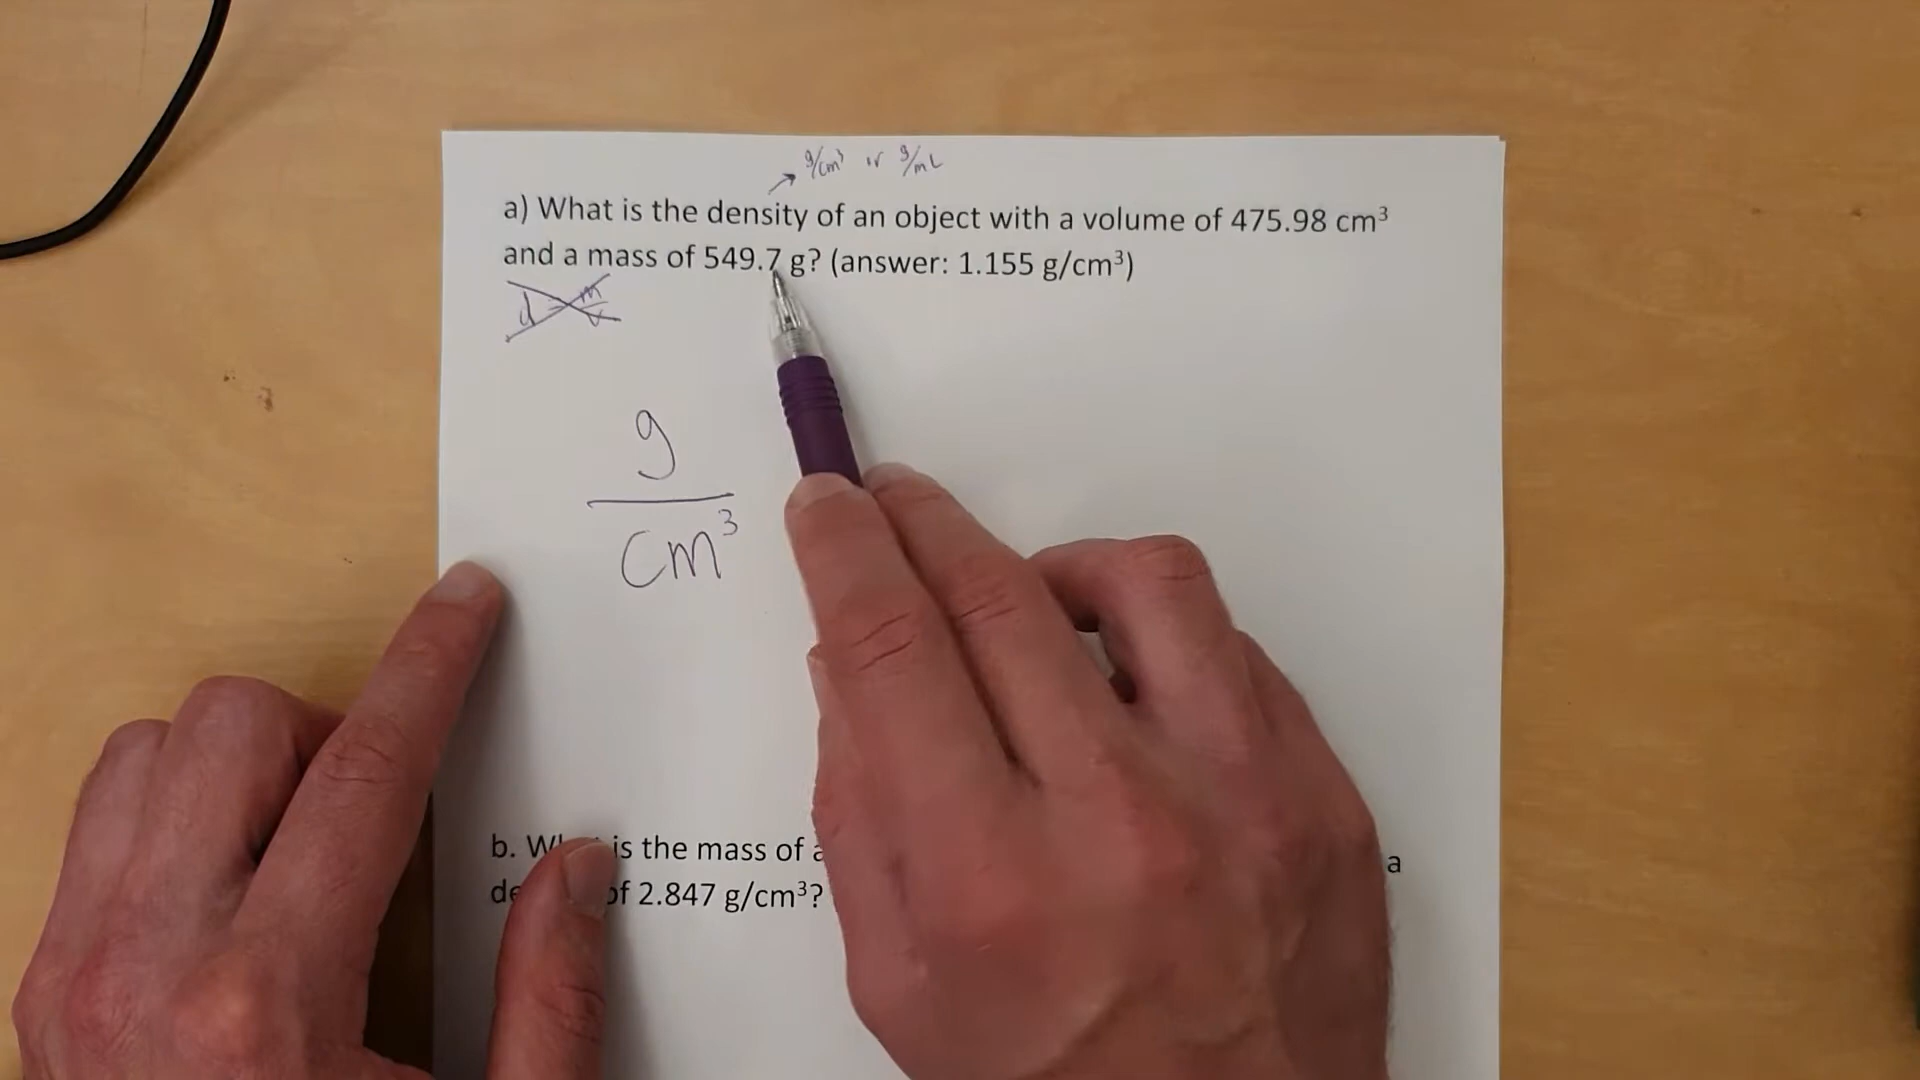 g/cm³ or g/mL
a) What is the density of an object with a volume of 475.98 cm³
and a mass of 549.7 g? (answer: 1.155 g/cm³)
d = m/v
g
cm³
b. is the mass of a
of 2.847 g/cm³?